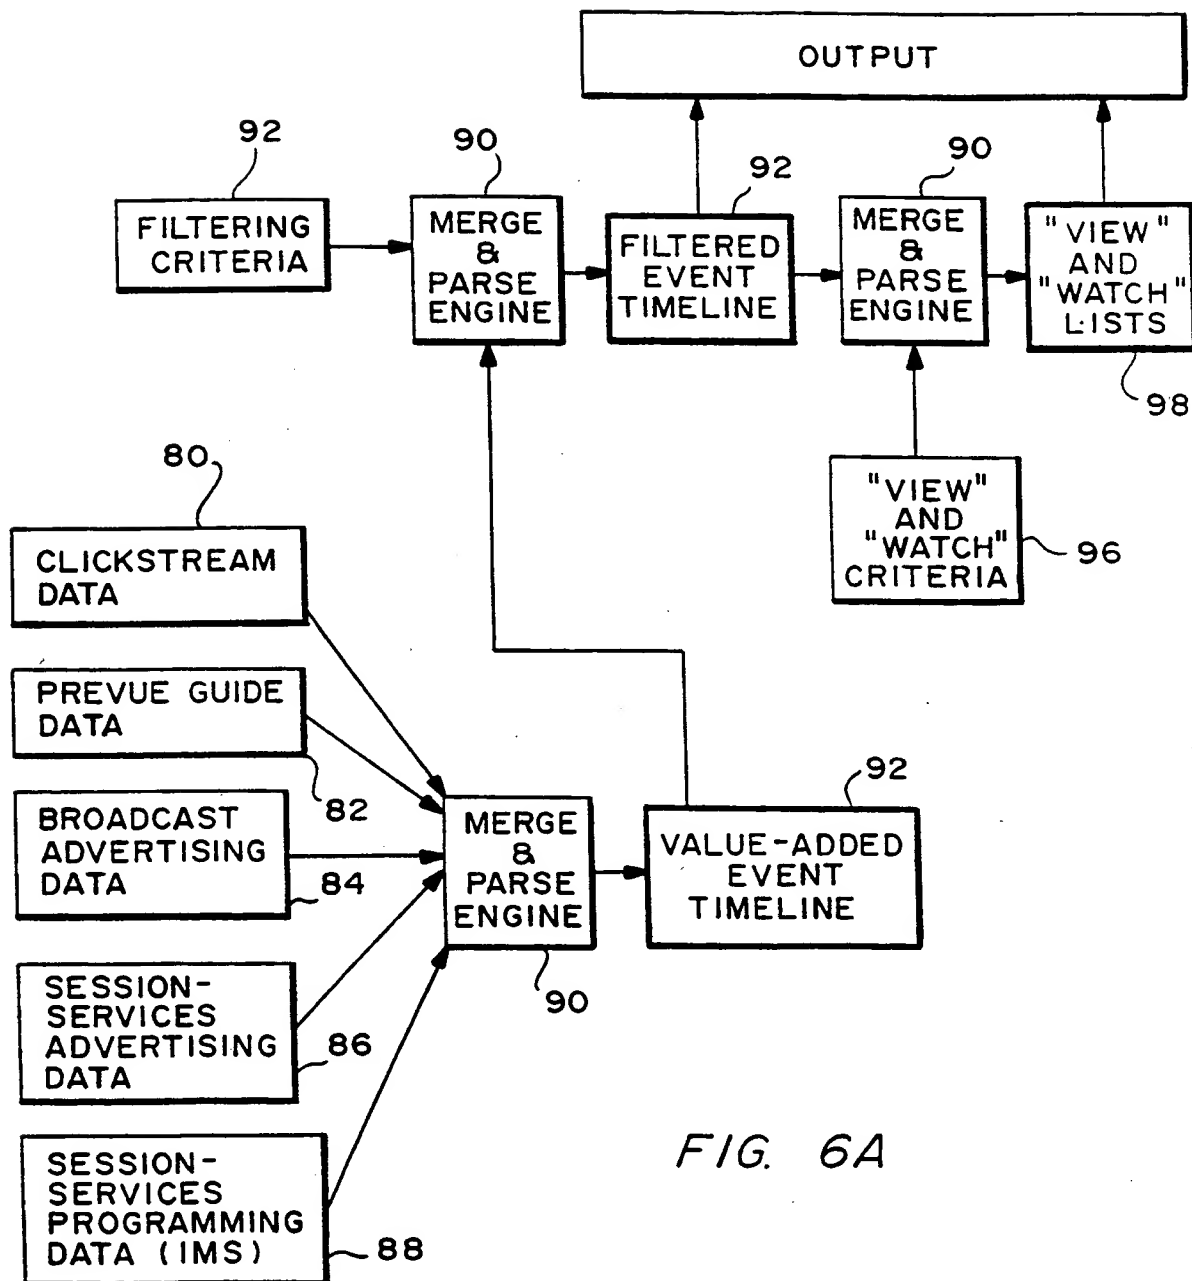 OUTPUT
92
FILTERING
CRITERIA
90
MERGE
&
PARSE
ENGINE
92
FILTERED
EVENT
TIMELINE
90
MERGE
&
PARSE
ENGINE
"VIEW"
AND
"WATCH"
LISTS
98
"VIEW"
AND
"WATCH"
CRITERIA
96
80
CLICKSTREAM
DATA
PREVUE GUIDE
DATA
82
BROADCAST
ADVERTISING
DATA
84
SESSION-
SERVICES
ADVERTISING
DATA
86
SESSION-
SERVICES
PROGRAMMING
DATA (IMS)
88
MERGE
&
PARSE
ENGINE
90
92
VALUE-ADDED
EVENT
TIMELINE
FIG. 6A